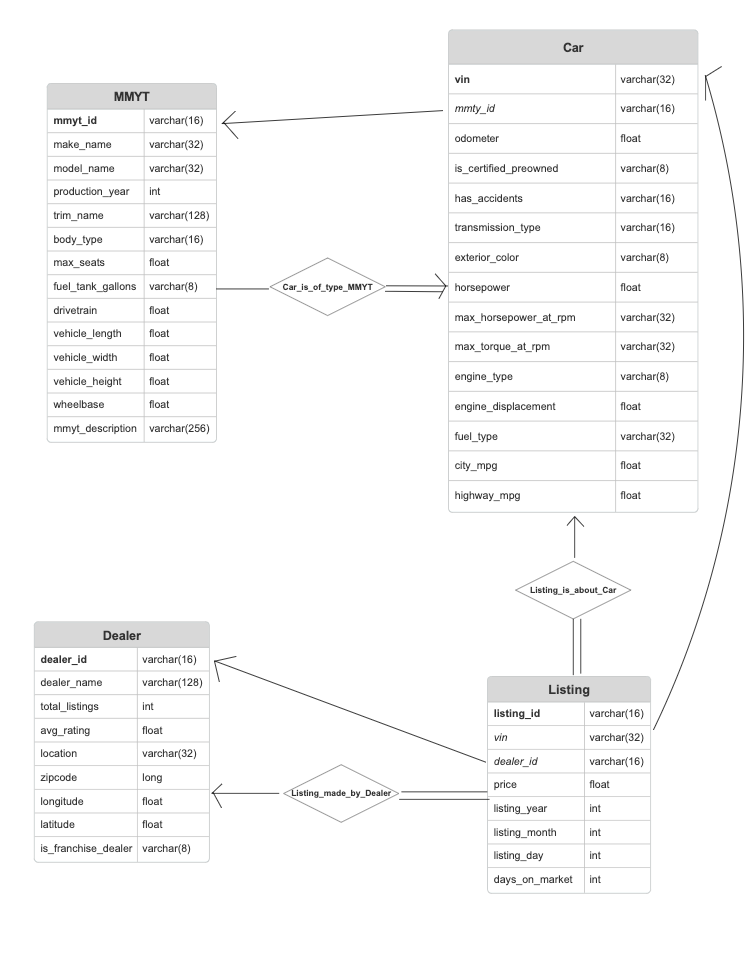 Car
vin varchar(32)
mmty_id varchar(16)
odometer float
is_certified_preowned varchar(8)
has_accidents varchar(16)
transmission_type varchar(16)
exterior_color varchar(8)
horsepower float
max_horsepower_at_rpm varchar(32)
max_torque_at_rpm varchar(32)
engine_type varchar(8)
engine_displacement float
fuel_type varchar(32)
city_mpg float
highway_mpg float
MMYT
mmyt_id varchar(16)
make_name varchar(32)
model_name varchar(32)
production_year int
trim_name varchar(128)
body_type varchar(16)
max_seats float
fuel_tank_gallons varchar(8)
drivetrain float
vehicle_length float
vehicle_width float
vehicle_height float
wheelbase float
mmyt_description varchar(256)
Car_is_of_type_MMYT
Listing_is_about_Car
Dealer
dealer_id varchar(16)
dealer_name varchar(128)
total_listings int
avg_rating float
location varchar(32)
zipcode long
longitude float
latitude float
is_franchise_dealer varchar(8)
Listing_made_by_Dealer
Listing
listing_id varchar(16)
vin varchar(32)
dealer_id varchar(16)
price float
listing_year int
listing_month int
listing_day int
days_on_market int